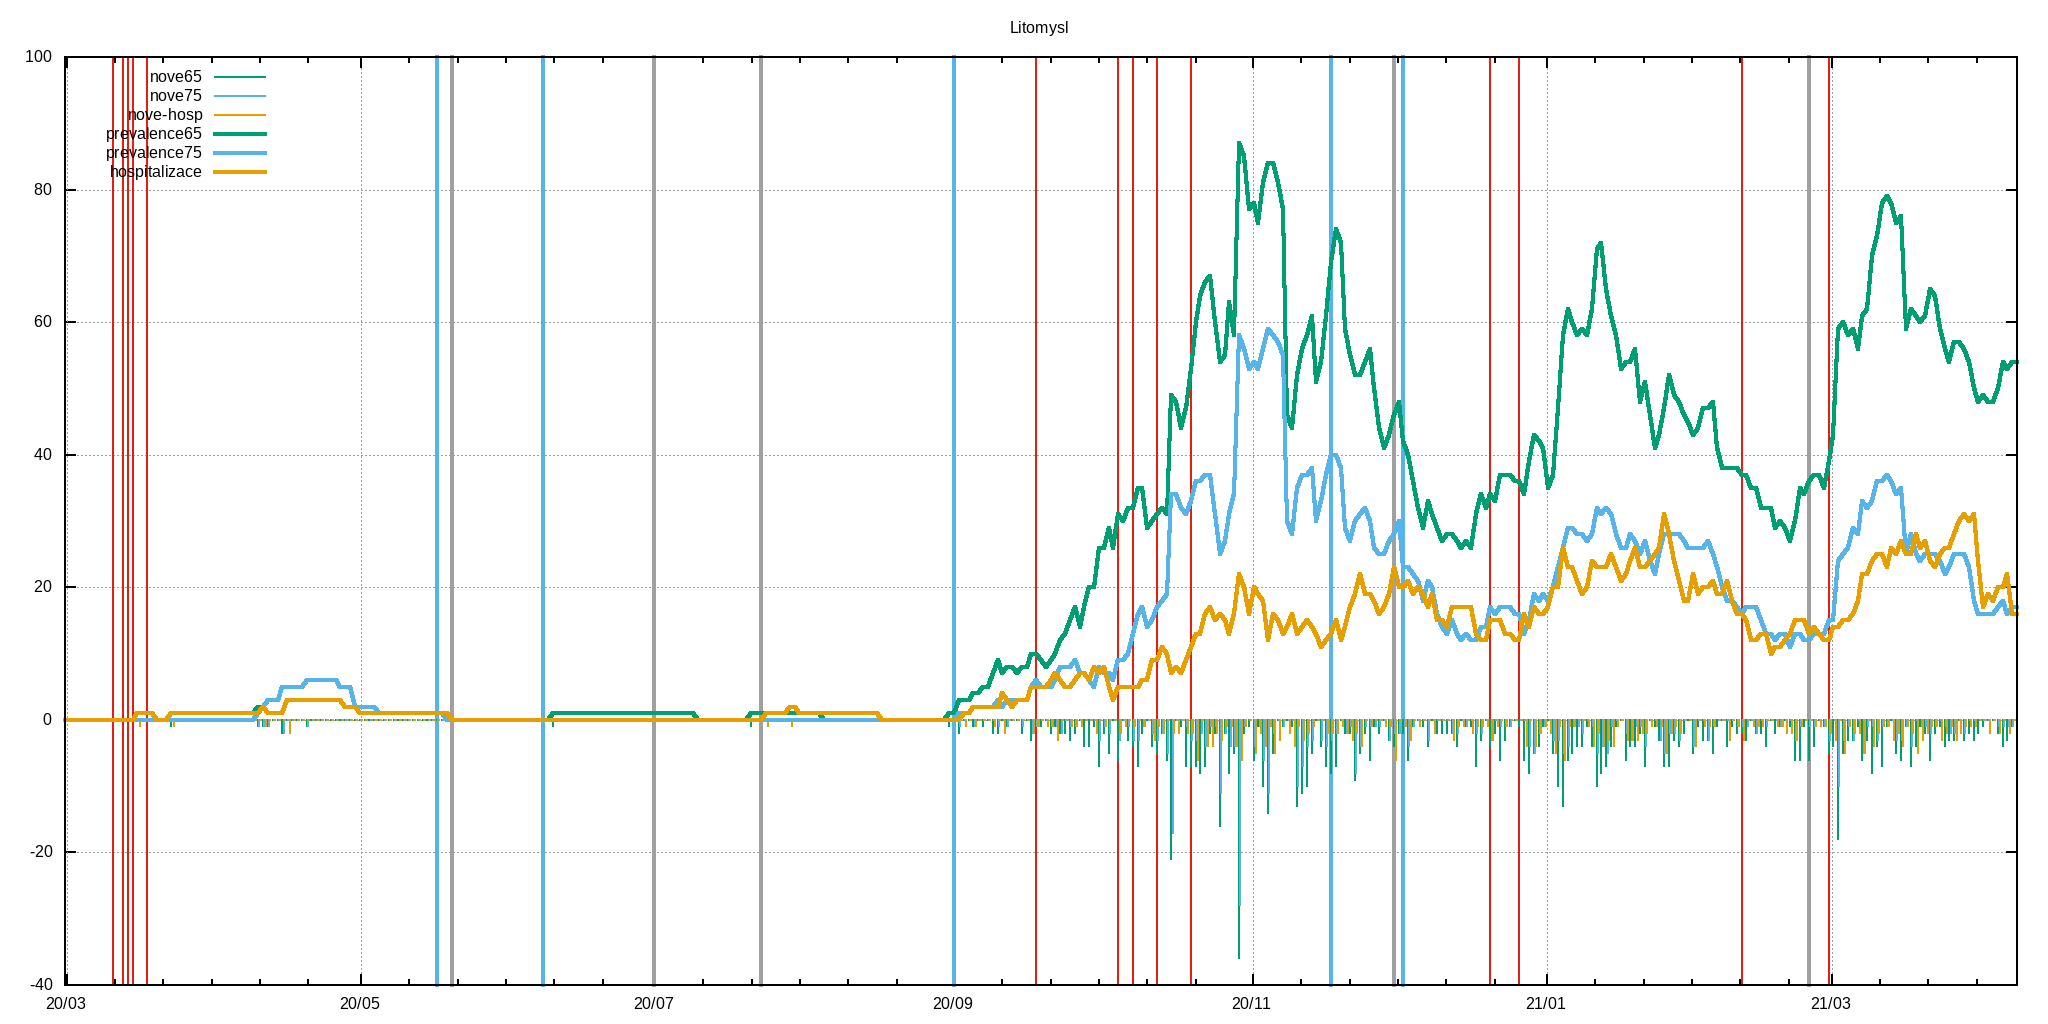 Litomysl
100
80
60
40
20
0
-20
-40
nove65
nove75
nove-hosp
prevalence65
prevalence75
hospitalizace
20/03 20/05 20/07 20/09 20/11 21/01 21/03